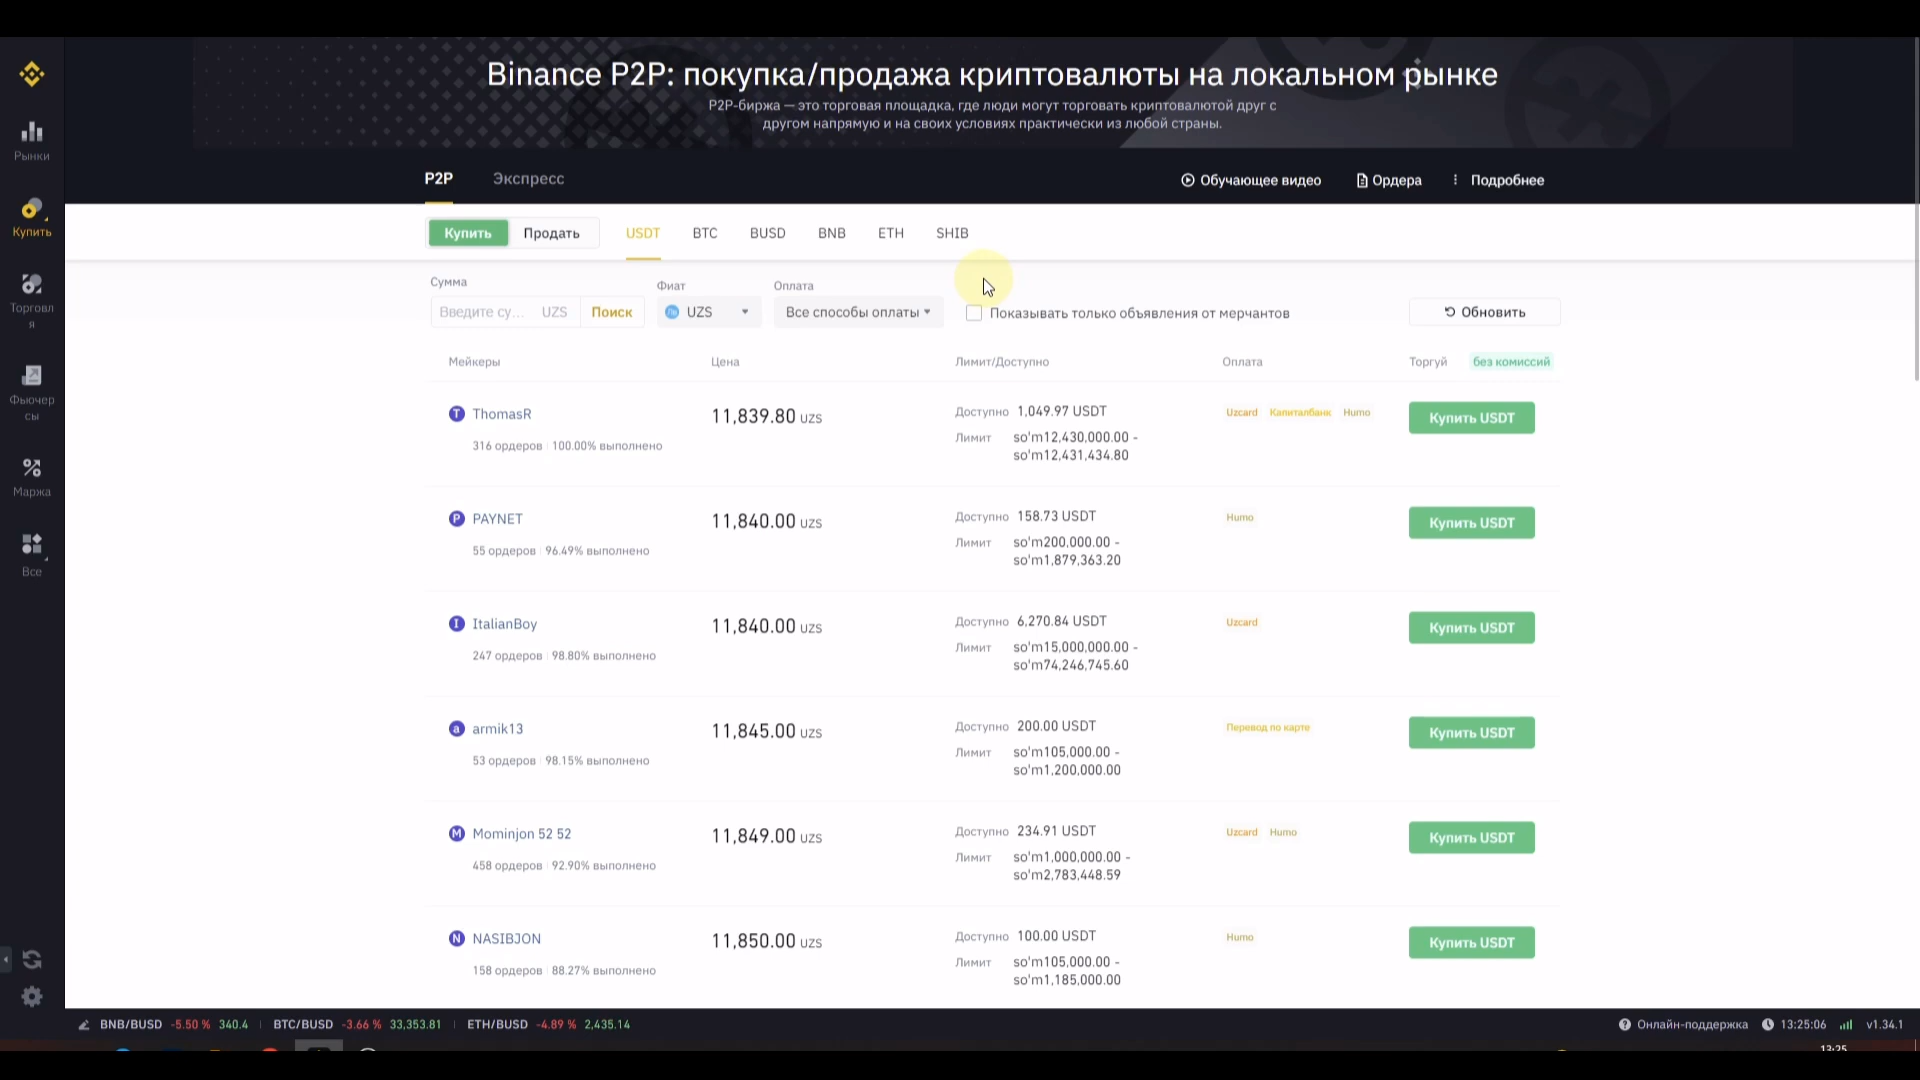 Binance P2P: покупка/продажа криптовалюты на локальном рынке
P2P-биржа — это торговая площадка, где люди могут торговать криптовалютой друг с
другом напрямую и на своих условиях практически из любой страны.
Рынки
Купить
Торговл
я
Фьючер
сы
Маржа
Все
P2P Экспресс Обучающее видео Ордера Подробнее
Купить Продать USDT BTC BUSD BNB ETH SHIB
Сумма Фиат Оплата
Введите су... UZS Поиск UZS Все способы оплаты Показывать только объявления от мерчантов Обновить
Мейкеры Цена Лимит/Доступно Оплата Торгуй без комиссий
T ThomasR 11,839.80 UZS Доступно 1,049.97 USDT Uzcard Капиталбанк Humo Купить USDT
316 ордеров 100.00% выполнено Лимит so'm12,430,000.00 -
so'm12,431,434.80
P PAYNET 11,840.00 UZS Доступно 158.73 USDT Humo Купить USDT
55 ордеров 96.49% выполнено Лимит so'm200,000.00 -
so'm1,879,363.20
I ItalianBoy 11,840.00 UZS Доступно 6,270.84 USDT Uzcard Купить USDT
247 ордеров 98.80% выполнено Лимит so'm15,000,000.00 -
so'm74,246,745.60
a armik13 11,845.00 UZS Доступно 200.00 USDT Перевод по карте Купить USDT
53 ордеров 98.15% выполнено Лимит so'm105,000.00 -
so'm1,200,000.00
M Mominjon 52 52 11,849.00 UZS Доступно 234.91 USDT Uzcard Humo Купить USDT
458 ордеров 92.90% выполнено Лимит so'm1,000,000.00 -
so'm2,783,448.59
N NASIBJON 11,850.00 UZS Доступно 100.00 USDT Humo Купить USDT
158 ордеров 88.27% выполнено Лимит so'm105,000.00 -
so'm1,185,000.00
BNB/BUSD -5.50 % 340.4 BTC/BUSD -3.66 % 33,353.81 ETH/BUSD -4.89 % 2,435.14 Онлайн-поддержка 13:25:06 v1.34.1
13:25